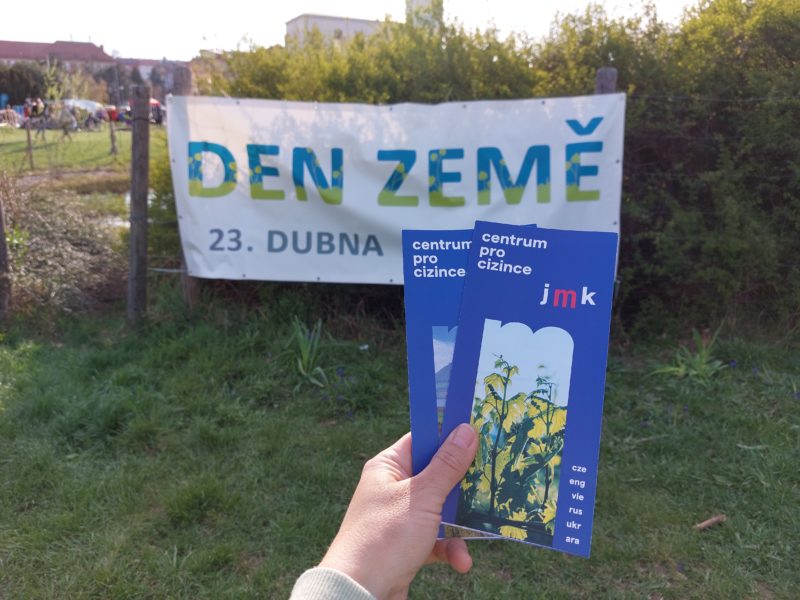 DEN ZEMĚ
23. DUBNA
centrum
pro
cizince
centrum
pro
cizince
jmk
m
cze
eng
vie
rus
ukr
ara